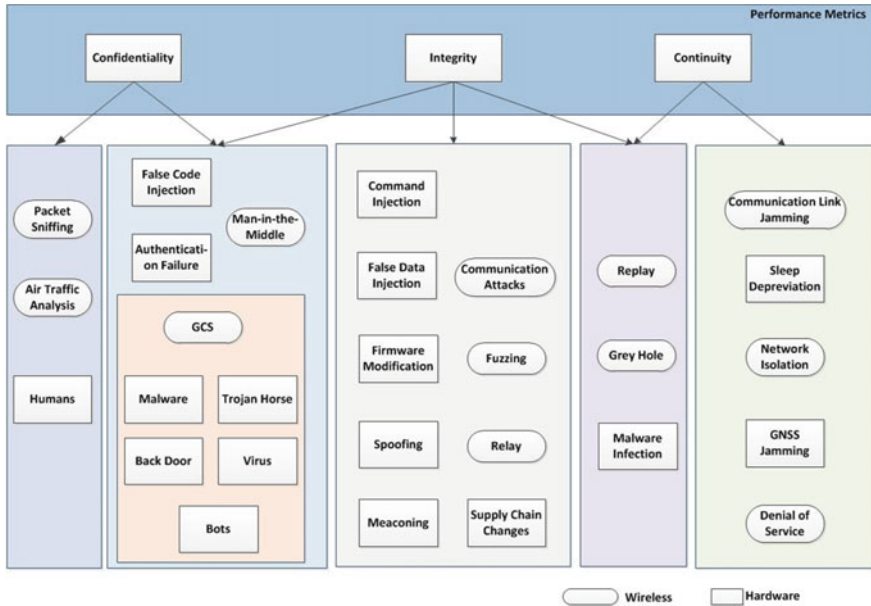 Performance Metrics
Confidentiality
Integrity
Continuity
Packet
Sniffing
Air Traffic
Analysis
Humans
False Code
Injection
Man-in-the-
Middle
Authenticati-
on Failure
GCS
Malware
Trojan Horse
Back Door
Virus
Bots
Command
Injection
False Data
Injection
Communication
Attacks
Firmware
Modification
Fuzzing
Spoofing
Relay
Meaconing
Supply Chain
Changes
Replay
Grey Hole
Malware
Infection
Communication Link
Jamming
Sleep
Depreviation
Network
Isolation
GNSS
Jamming
Denial of
Service
Wireless
Hardware